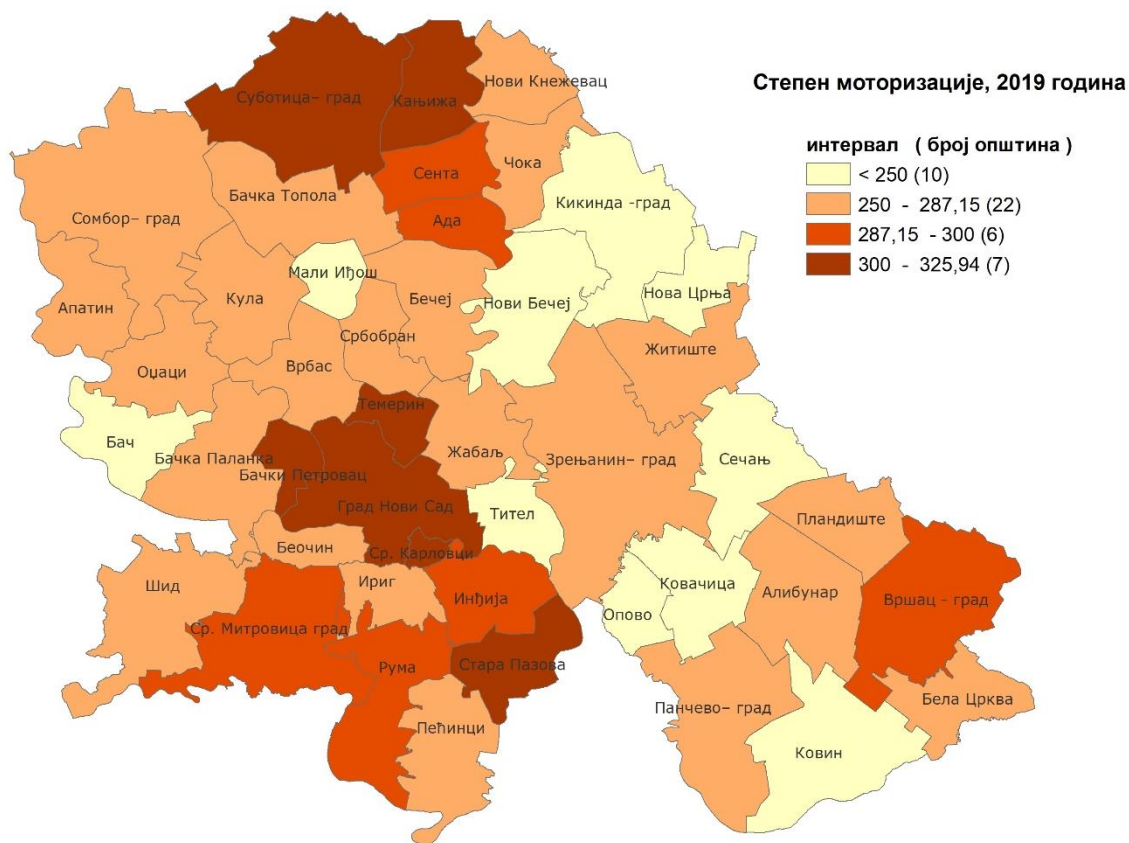 Степен моторизације, 2019 година
интервал ( број општина )
< 250 (10)
250 - 287,15 (22)
287,15 - 300 (6)
300 - 325,94 (7)
Суботица- град
Кањижа
Нови Кнежевац
Сента
Чока
Бачка Топола
Ада
Кикинда -град
Сомбор- град
Мали Иђош
Бечеј
Нови Бечеј
Нова Црња
Апатин
Кула
Србобран
Житиште
Оџаци
Врбас
Темерин
Бач
Бачка Паланка
Бачки Петровац
Жабаљ
Зрењанин- град
Сечањ
Град Нови Сад
Тител
Пландиште
Беочин
Ср. Карловци
Шид
Ириг
Инђија
Опово
Ковачица
Алибунар
Вршац - град
Ср. Митровица град
Рума
Стара Пазова
Пећинци
Панчево- град
Бела Црква
Ковин